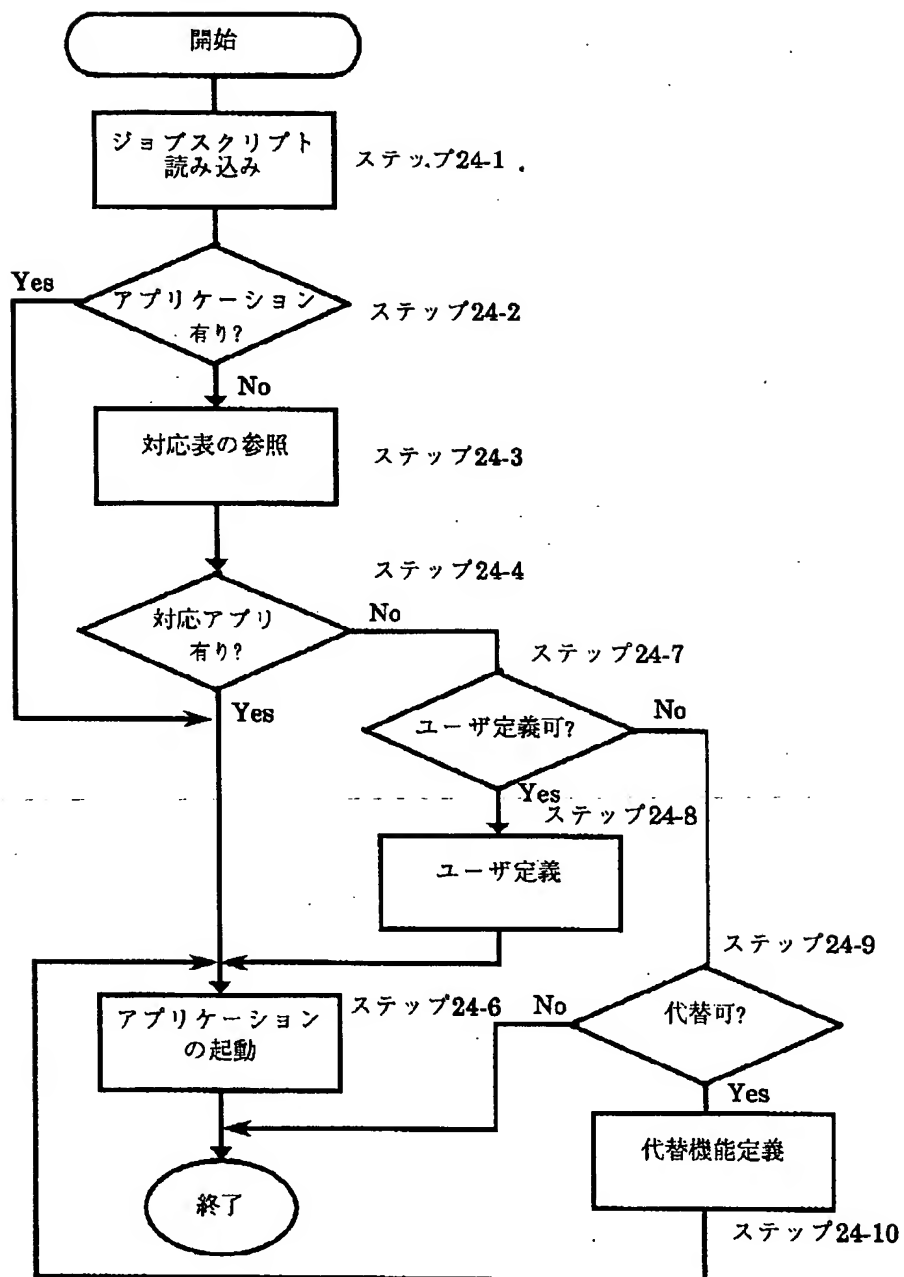 開始
ジョブスクリプト
読み込み
ステップ24-1
Yes
アプリケーション
有り?
ステップ24-2
No
対応表の参照
ステップ24-3
ステップ24-4
対応アプリ
有り?
No
ステップ24-7
Yes
ユーザ定義可?
No
Yes
ステップ24-8
ユーザ定義
ステップ24-9
アプリケーション
の起動
ステップ24-6
No
代替可?
Yes
代替機能定義
終了
ステップ24-10